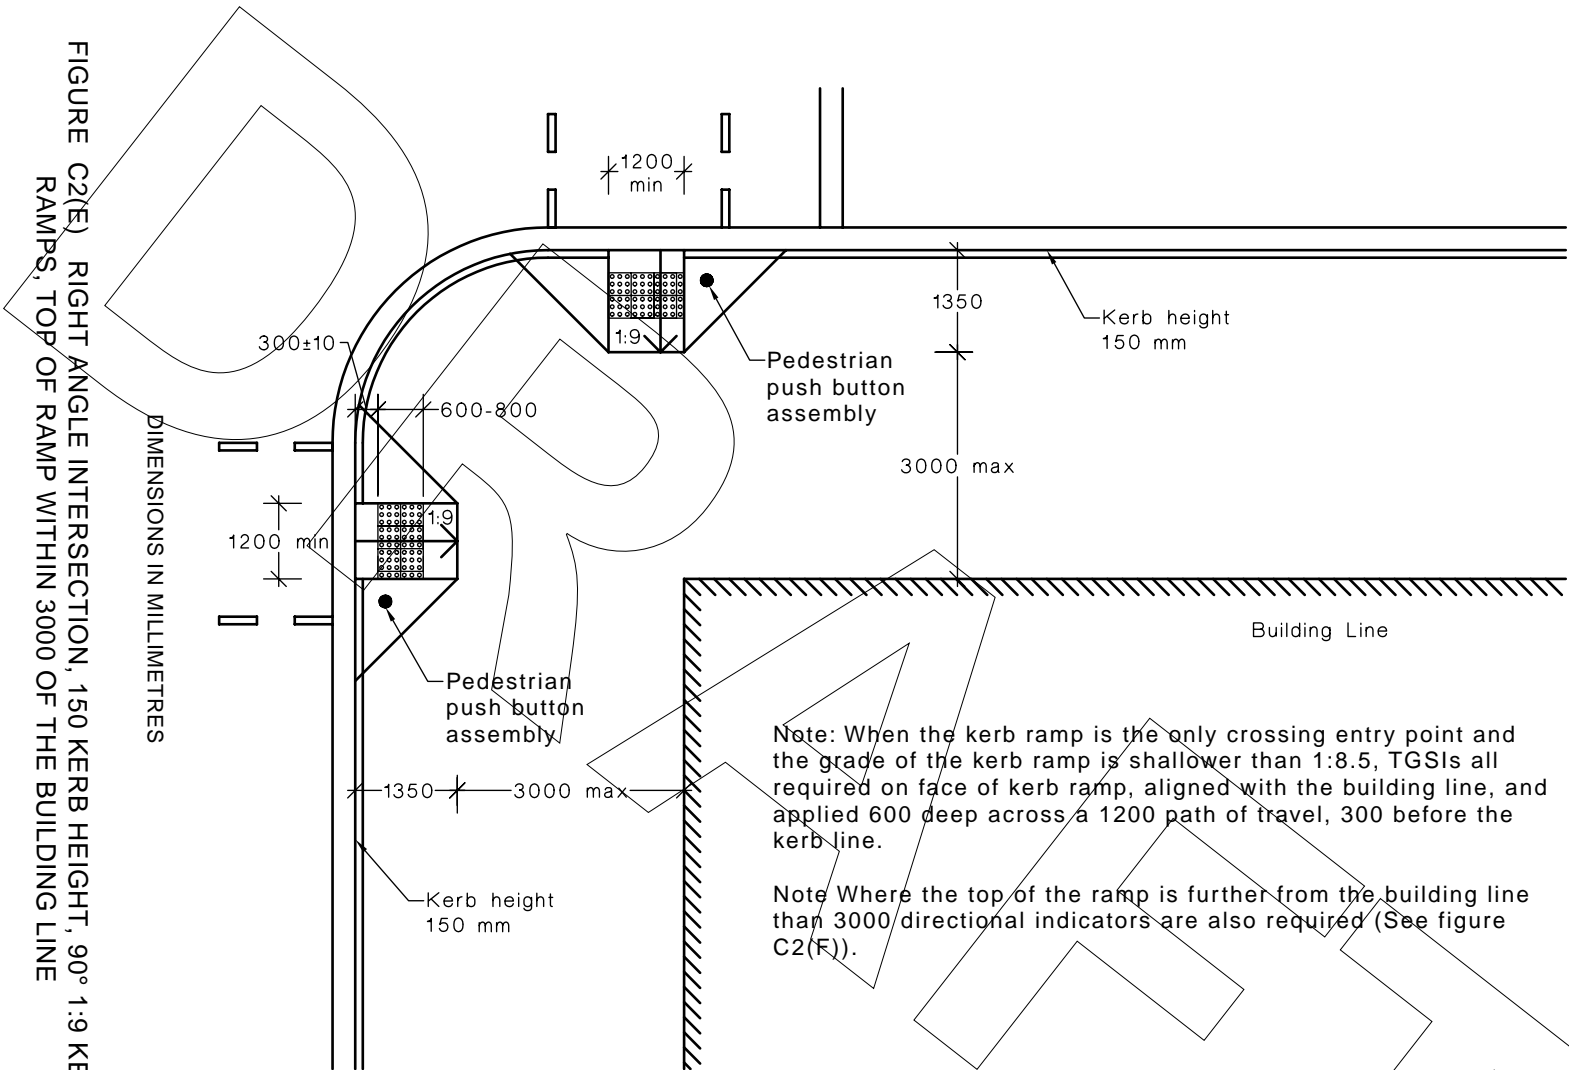 FIGURE C2(E) RIGHT ANGLE INTERSECTION, 150 KERB HEIGHT, 90° 1:9
RAMPS, TOP OF RAMP WITHIN 3000 OF THE BUILDING LINE
DIMENSIONS IN MILLIMETRES
1200
min
1:9
Pedestrian
push button
assembly
1350
Kerb height
150 mm
3000 max
300±10
600-800
1:9
1200 min
Pedestrian
push button
assembly
1350
3000 max
Kerb height
150 mm
Building Line
Note: When the kerb ramp is the only crossing entry point and
the grade of the kerb ramp is shallower than 1:8.5, TGSIs all
required on face of kerb ramp, aligned with the building line, and
applied 600 deep across a 1200 path of travel, 300 before the
kerb line.
Note Where the top of the ramp is further from the building line
than 3000 directional indicators are also required (See figure
C2(F)).
DRAFT